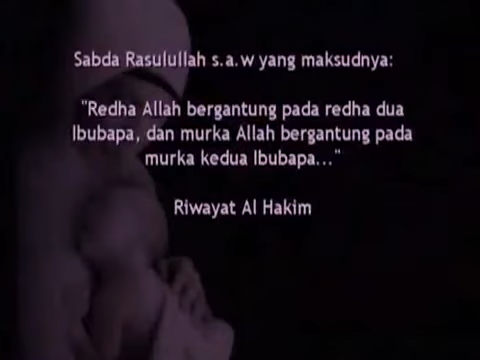 Sabda Rasulullah s.a.w yang maksudnya:
"Redha Allah bergantung pada redha dua
Ibubapa, dan murka Allah bergantung pada
murka kedua Ibubapa..."
Riwayat Al Hakim